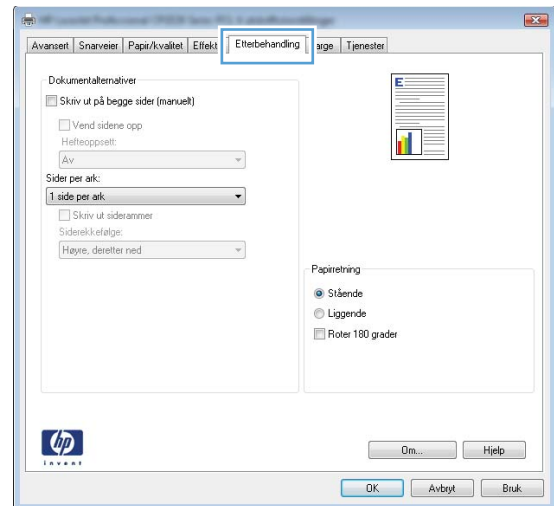 Avansert Snarveier Papir/kvalitet Effekt Etterbehandling arge Tjenester
Dokumentalternativer
Skriv ut på begge sider (manuelt)
Vend sidene opp
Hefteoppsett:
Av
Sider per ark:
1 side per ark
Skriv ut siderammer
Siderekkefølge:
Høyre, deretter ned
E
Papirretning
Stående
Liggende
Roter 180 grader
hp
invent
Om... Hjelp
OK Avbryt Bruk